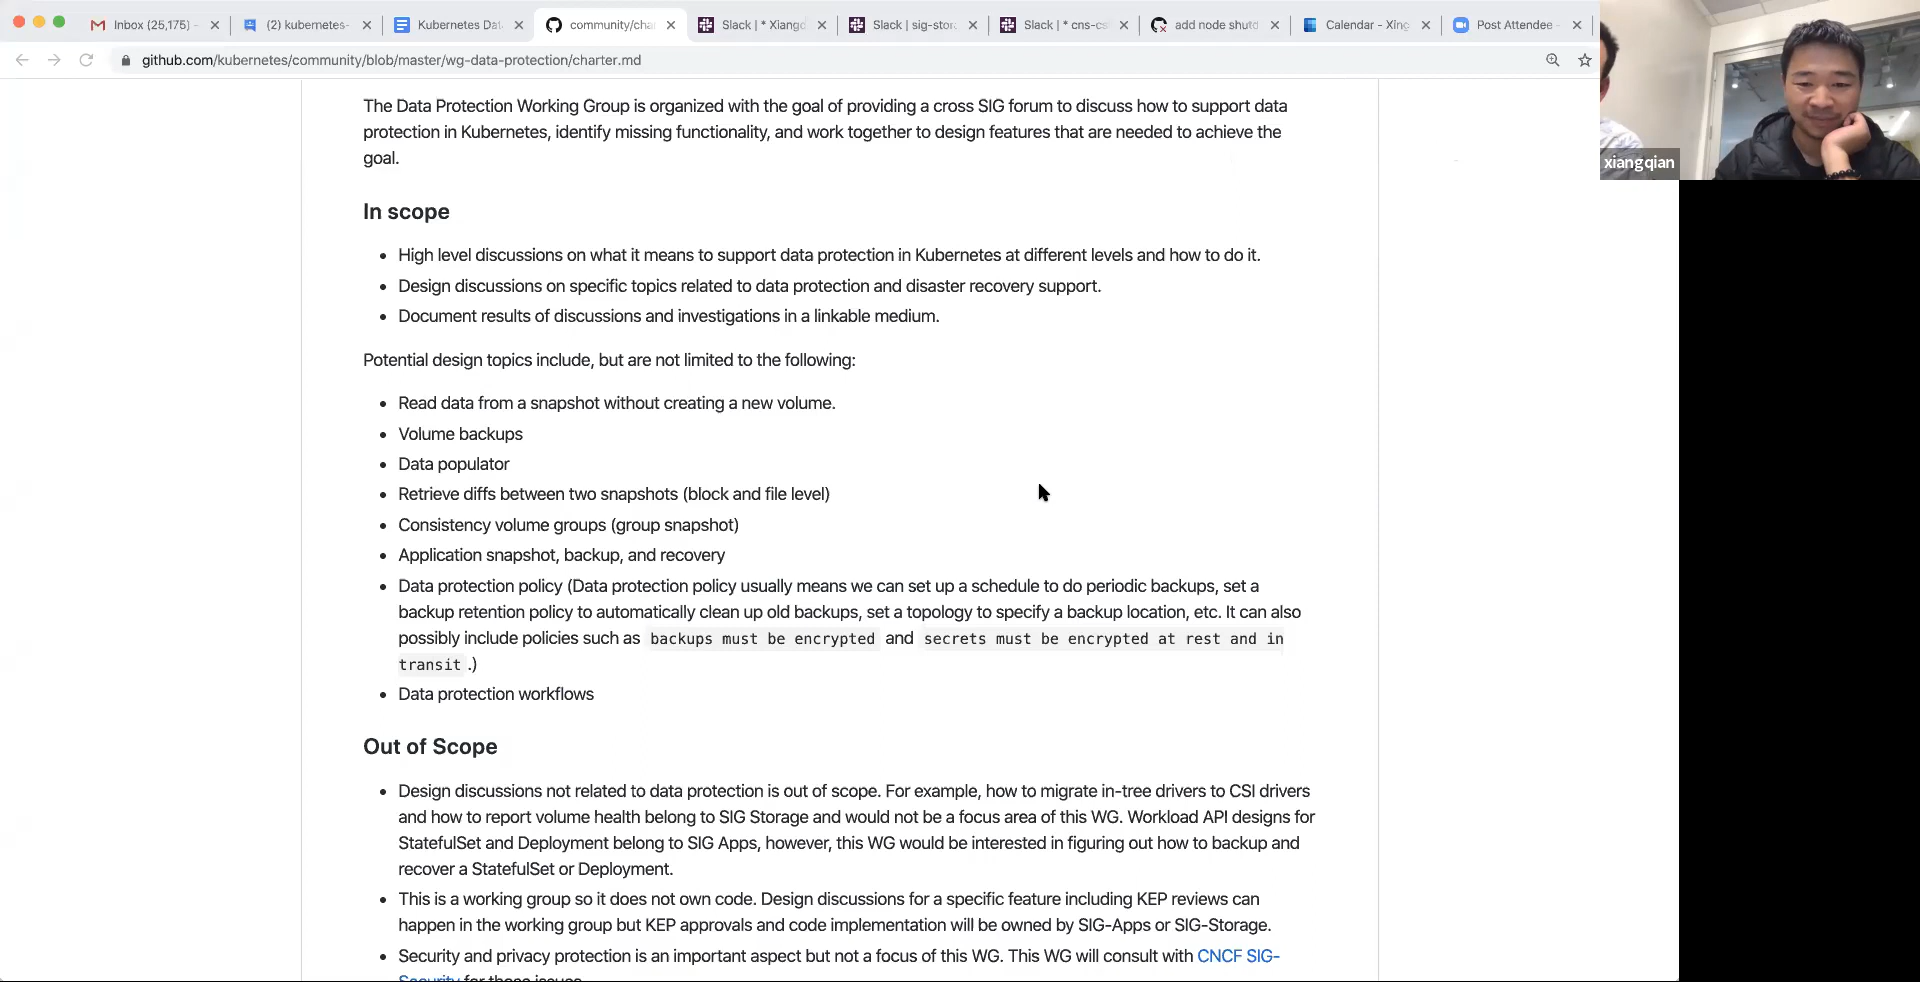 Inbox (25,175) -
(2) kubernetes-
Kubernetes Dat
community/char
Slack | * Xiangq
Slack | sig-stora
Slack | * cns-cs
add node shutd
Calendar - Xing
Post Attendee -
github.com/kubernetes/community/blob/master/wg-data-protection/charter.md
xiangqian
The Data Protection Working Group is organized with the goal of providing a cross SIG forum to discuss how to support data
protection in Kubernetes, identify missing functionality, and work together to design features that are needed to achieve the
goal.
In scope
• High level discussions on what it means to support data protection in Kubernetes at different levels and how to do it.
• Design discussions on specific topics related to data protection and disaster recovery support.
• Document results of discussions and investigations in a linkable medium.
Potential design topics include, but are not limited to the following:
• Read data from a snapshot without creating a new volume.
• Volume backups
• Data populator
• Retrieve diffs between two snapshots (block and file level)
• Consistency volume groups (group snapshot)
• Application snapshot, backup, and recovery
• Data protection policy (Data protection policy usually means we can set up a schedule to do periodic backups, set a
backup retention policy to automatically clean up old backups, set a topology to specify a backup location, etc. It can also
possibly include policies such as backups must be encrypted and secrets must be encrypted at rest and in
transit .)
• Data protection workflows
Out of Scope
• Design discussions not related to data protection is out of scope. For example, how to migrate in-tree drivers to CSI drivers
and how to report volume health belong to SIG Storage and would not be a focus area of this WG. Workload API designs for
StatefulSet and Deployment belong to SIG Apps, however, this WG would be interested in figuring out how to backup and
recover a StatefulSet or Deployment.
• This is a working group so it does not own code. Design discussions for a specific feature including KEP reviews can
happen in the working group but KEP approvals and code implementation will be owned by SIG-Apps or SIG-Storage.
• Security and privacy protection is an important aspect but not a focus of this WG. This WG will consult with CNCF SIG-
Security for those issues.